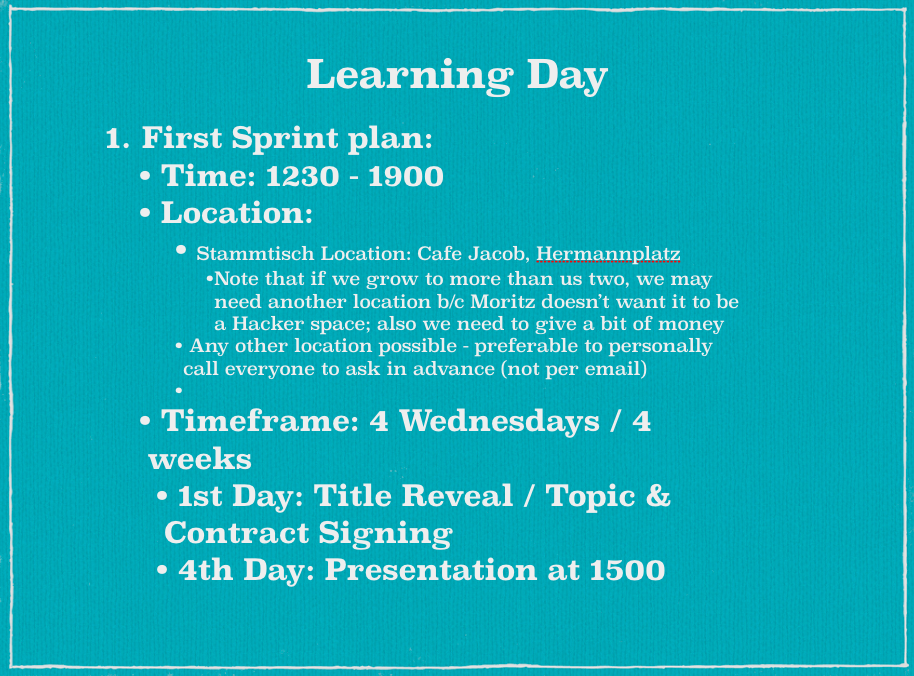 Learning Day
1. First Sprint plan:
• Time: 1230 - 1900
• Location:
• Stammtisch Location: Cafe Jacob, Hermannplatz
•Note that if we grow to more than us two, we may
need another location b/c Moritz doesn't want it to be
a Hacker space; also we need to give a bit of money
• Any other location possible - preferable to personally
call everyone to ask in advance (not per email)
•
• Timeframe: 4 Wednesdays / 4
weeks
• 1st Day: Title Reveal / Topic &
Contract Signing
• 4th Day: Presentation at 1500